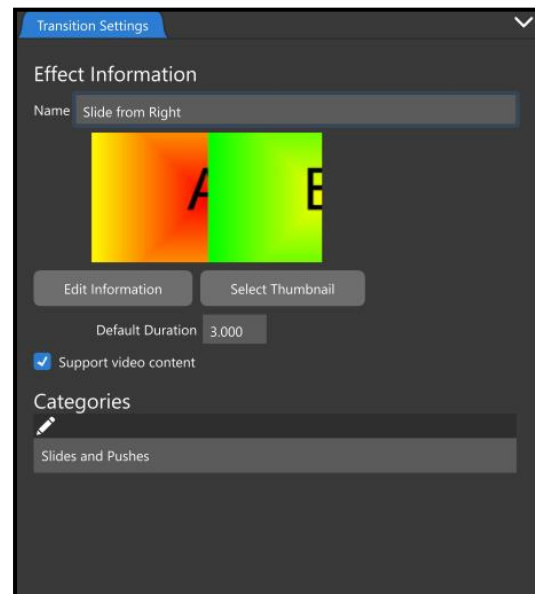 Transition Settings
Effect Information
Name Slide from Right
A
Edit Information Select Thumbnail
Default Duration 3.000
Support video content
Categories
Slides and Pushes